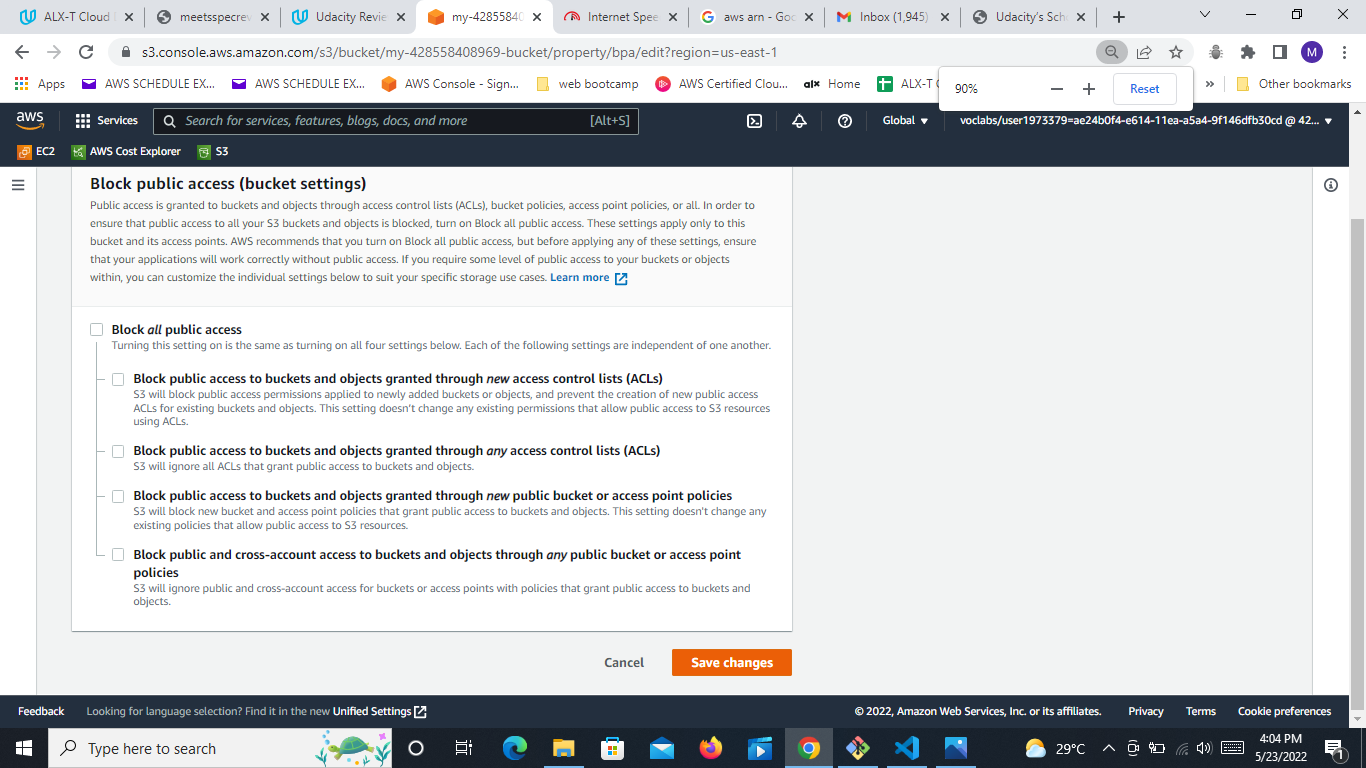 ALX-T Cloud
meetsspecrev
Udacity Revie
my-42855840
Internet Spee
aws arn - Goo
Inbox (1,945)
Udacity's Sch
s3.console.aws.amazon.com/s3/bucket/my-428558408969-bucket/property/bpa/edit?region=us-east-1
M
Apps
AWS SCHEDULE EX...
AWS SCHEDULE EX...
AWS Console - Sign...
web bootcamp
AWS Certified Clou...
alx Home
ALX-T
»
Other bookmarks
90%
Reset
aws
Services
Search for services, features, blogs, docs, and more [Alt+S]
Global
voclabs/user1973379=ae24b0f4-e614-11ea-a5a4-9f146dfb30cd @ 42...
EC2
AWS Cost Explorer
S3
Block public access (bucket settings)
Public access is granted to buckets and objects through access control lists (ACLs), bucket policies, access point policies, or all. In order to
ensure that public access to all your S3 buckets and objects is blocked, turn on Block all public access. These settings apply only to this
bucket and its access points. AWS recommends that you turn on Block all public access, but before applying any of these settings, ensure
that your applications will work correctly without public access. If you require some level of public access to your buckets or objects
within, you can customize the individual settings below to suit your specific storage use cases. Learn more
Block all public access
Turning this setting on is the same as turning on all four settings below. Each of the following settings are independent of one another.
Block public access to buckets and objects granted through new access control lists (ACLs)
S3 will block public access permissions applied to newly added buckets or objects, and prevent the creation of new public access
ACLs for existing buckets and objects. This setting doesn't change any existing permissions that allow public access to S3 resources
using ACLs.
Block public access to buckets and objects granted through any access control lists (ACLs)
S3 will ignore all ACLs that grant public access to buckets and objects.
Block public access to buckets and objects granted through new public bucket or access point policies
S3 will block new bucket and access point policies that grant public access to buckets and objects. This setting doesn't change any
existing policies that allow public access to S3 resources.
Block public and cross-account access to buckets and objects through any public bucket or access point
policies
S3 will ignore public and cross-account access for buckets or access points with policies that grant public access to buckets and
objects.
Cancel
Save changes
Feedback
Looking for language selection? Find it in the new Unified Settings
© 2022, Amazon Web Services, Inc. or its affiliates.
Privacy
Terms
Cookie preferences
Type here to search
29°C
4:04 PM
5/23/2022
1